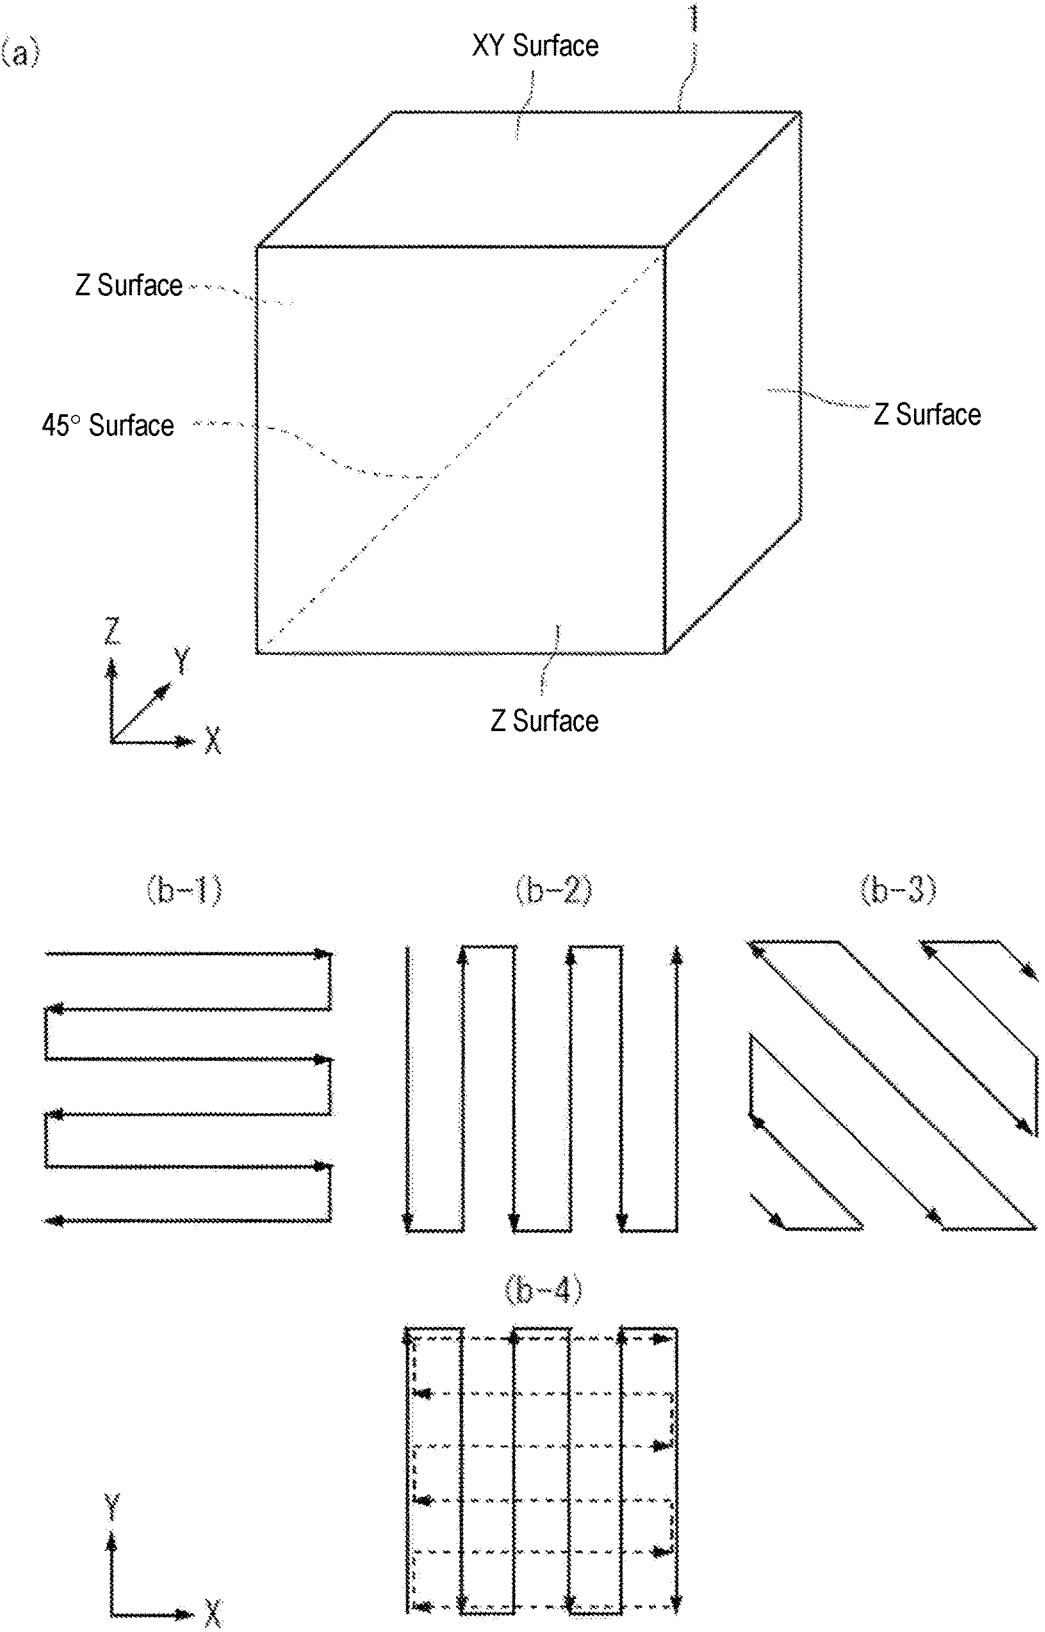 (a)
XY Surface
1
Z Surface
45° Surface
Z Surface
Z Surface
Z
Y
X
(b-1)
(b-2)
(b-3)
(b-4)
Y
X